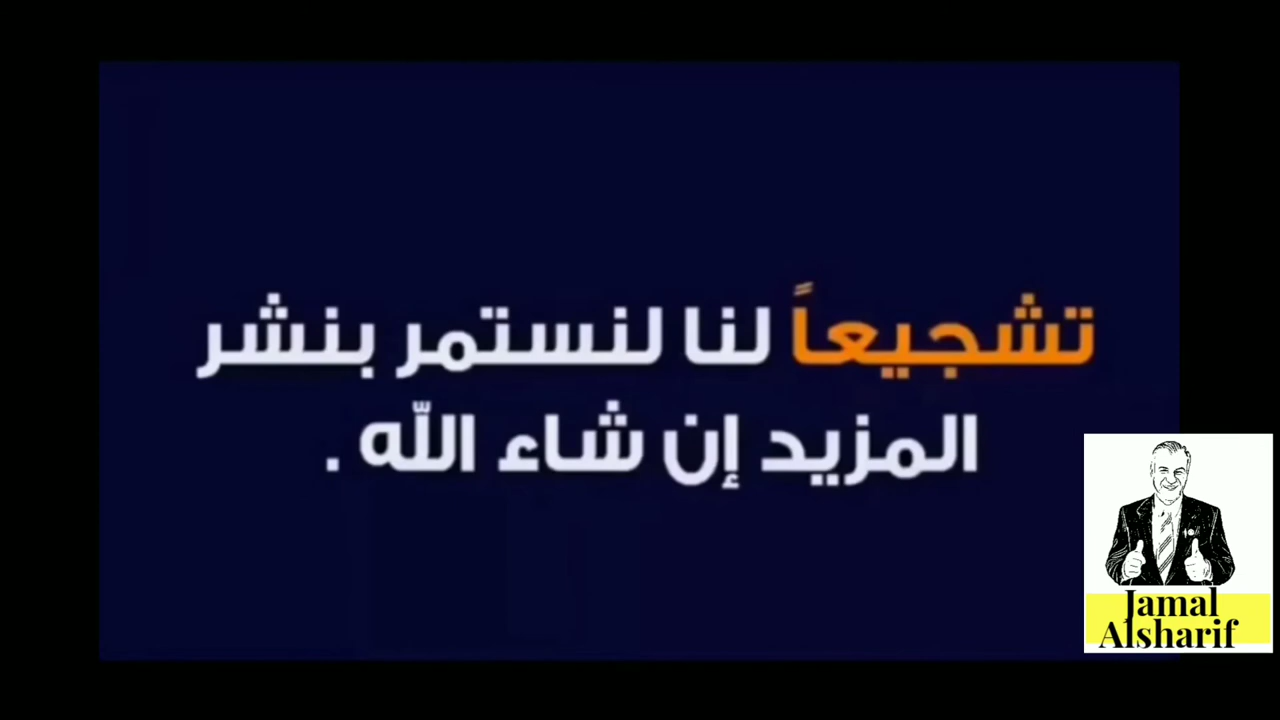 تشجيعاً لنا لنستمر بنشر
المزيد إن شاء اللّه .
Jamal
Alsharif